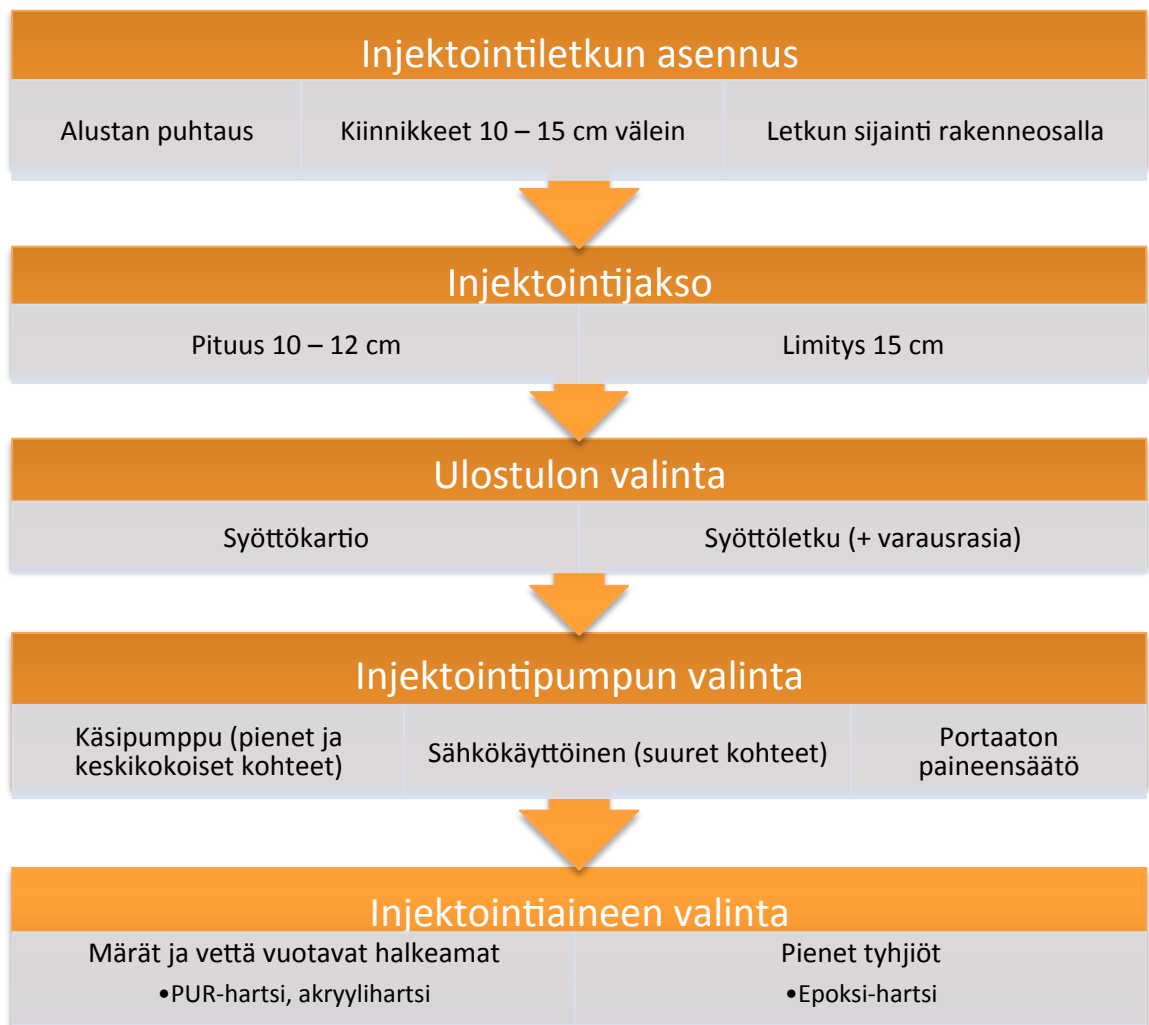 Injektointiletkun asennus
Alustan puhtaus
Kiinnikkeet 10 – 15 cm välein
Letkun sijainti rakenneosalla
Injektointijakso
Pituus 10 – 12 cm
Limitys 15 cm
Ulostulon valinta
Syöttökartio
Syöttöletku (+ varausrasia)
Injektointipumpun valinta
Käsipumppu (pienet ja
keskikokoiset kohteet)
Sähkökäyttöinen (suuret kohteet)
Portaaton
paineensäätö
Injektointiaineen valinta
Märät ja vettä vuotavat halkeamat
•PUR-hartsi, akryylihartsi
Pienet tyhjiöt
•Epoksi-hartsi